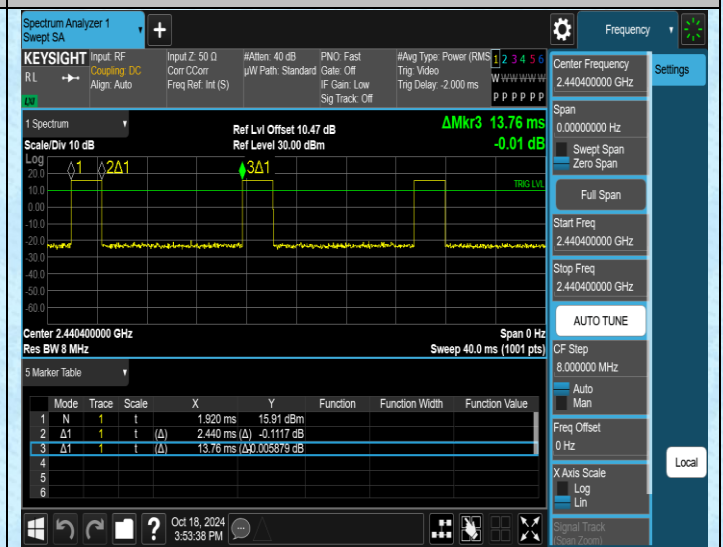 Spectrum Analyzer 1
Swept SA
+
Frequency
KEYSIGHT
RL
LXI
Input: RF
Coupling: DC
Align: Auto
Input Z: 50 Ω
Corr CCorr
Freq Ref: Int (S)
#Atten: 40 dB
µW Path: Standard
PNO: Fast
Gate: Off
IF Gain: Low
Sig Track: Off
#Avg Type: Power (RMS
Trig: Video
Trig Delay: -2.000 ms
1 2 3 4 5 6
W W W W W W
P P P P P P
Center Frequency
2.440400000 GHz
Settings
1 Spectrum
Scale/Div 10 dB
Ref Lvl Offset 10.47 dB
Ref Level 30.00 dBm
ΔMkr3 13.76 ms
-0.01 dB
Span
0.00000000 Hz
Swept Span
Zero Span
Full Span
Log
1 2Δ1 3Δ1
20.0
10.0
TRIG LVL
0.00
-10.0
-20.0
-30.0
-40.0
-50.0
-60.0
Start Freq
2.440400000 GHz
Stop Freq
2.440400000 GHz
AUTO TUNE
Center 2.440400000 GHz
Span 0 Hz
Res BW 8 MHz
Sweep 40.0 ms (1001 pts)
CF Step
8.000000 MHz
Auto
Man
5 Marker Table
Mode Trace Scale X Y Function Function Width Function Value
1 N 1 t 1.920 ms 15.91 dBm
2 Δ1 1 t (Δ) 2.440 ms (Δ) -0.1117 dB
3 Δ1 1 t (Δ) 13.76 ms (Δ)-0.005879 dB
4
5
6
Freq Offset
0 Hz
X Axis Scale
Log
Lin
Local
Signal Track
(Span Zoom)
?
Oct 18, 2024
3:53:38 PM